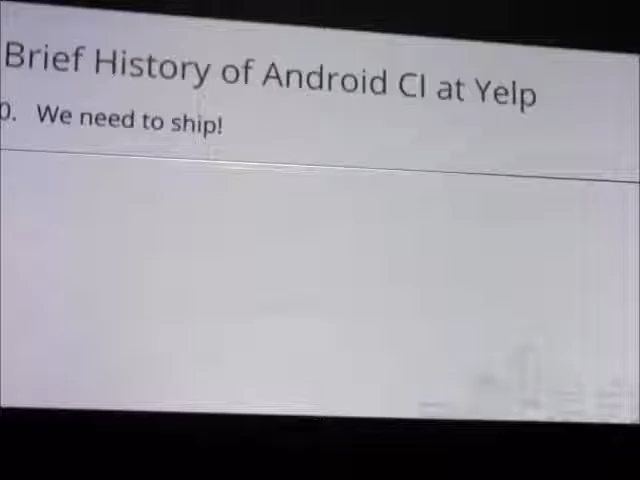 Brief History of Android CI at Yelp
0. We need to ship!